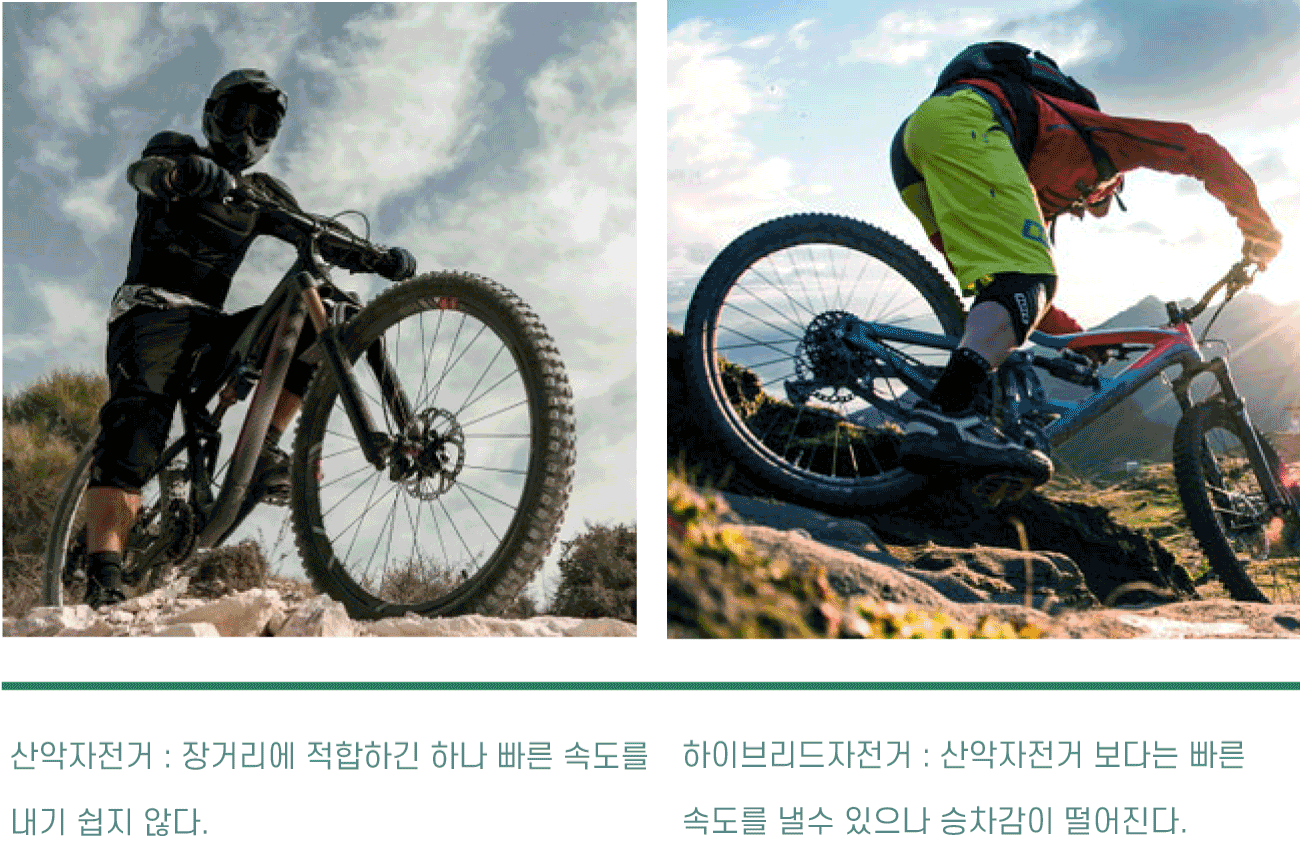 산악자전거 : 장거리에 적합하긴 하나 빠른 속도를
내기 쉽지 않다.
하이브리드자전거 : 산악자전거 보다는 빠른
속도를 낼수 있으나 승차감이 떨어진다.